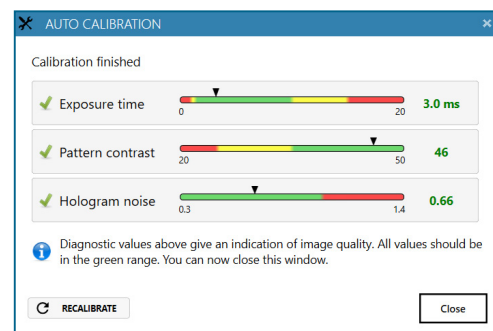 AUTO CALIBRATION
Calibration finished
Exposure time
0
20
3.0 ms
Pattern contrast
20
50
46
Hologram noise
0.3
1.4
0.66
Diagnostic values above give an indication of image quality. All values should be
in the green range. You can now close this window.
RECALIBRATE
Close